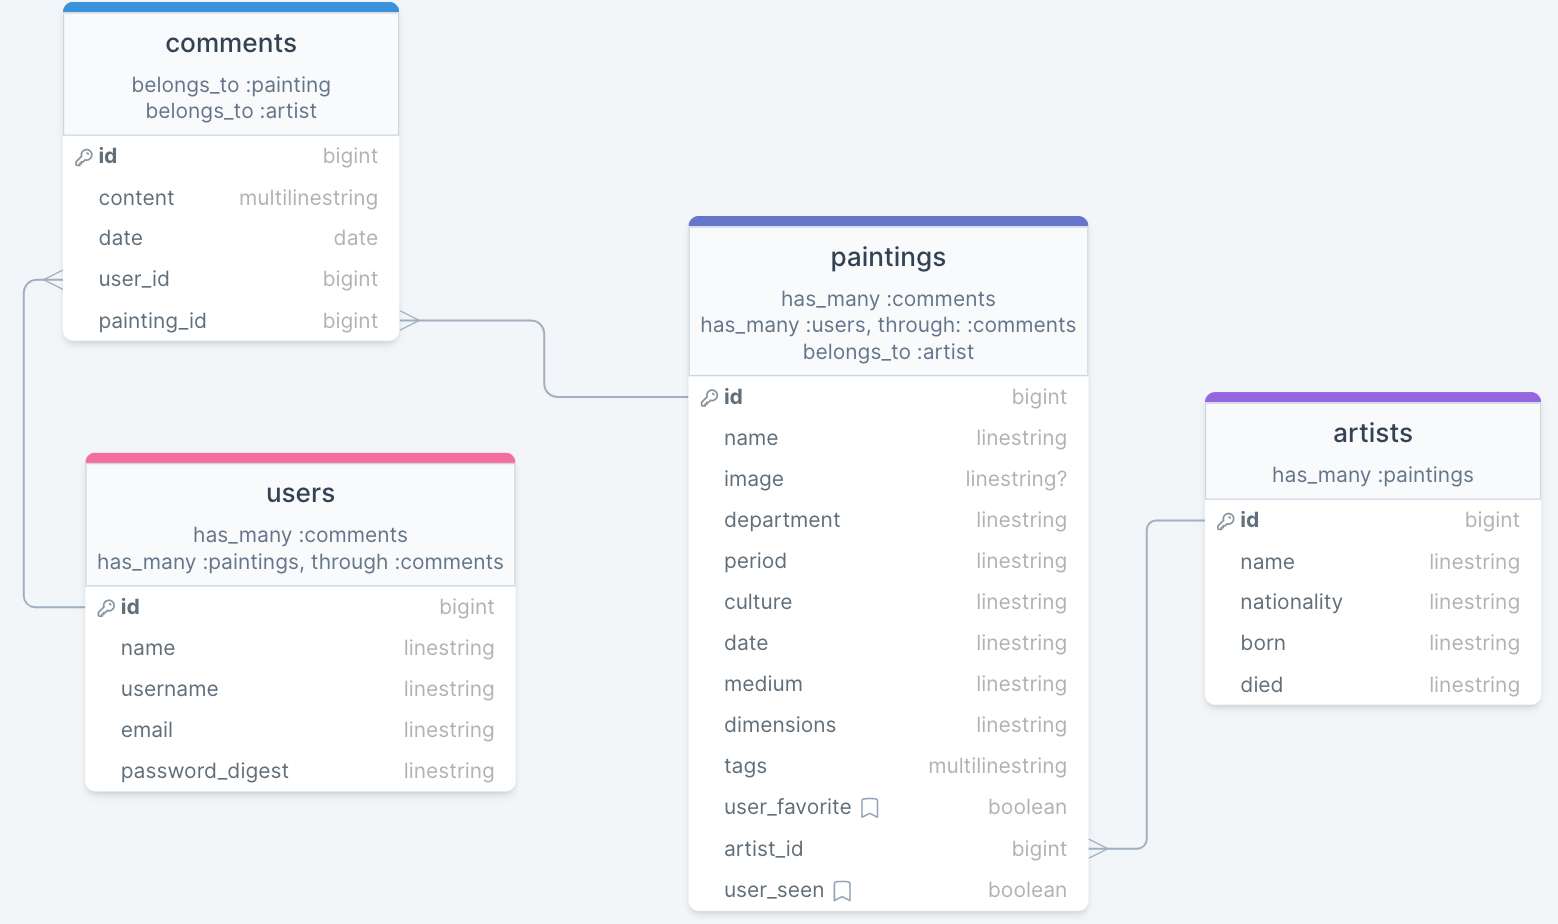 comments
belongs_to :painting
belongs_to :artist
id bigint
content multilinestring
date date
user_id bigint
painting_id bigint
users
has_many :comments
has_many :paintings, through :comments
id bigint
name linestring
username linestring
email linestring
password_digest linestring
paintings
has_many :comments
has_many :users, through: :comments
belongs_to :artist
id bigint
name linestring
image linestring?
department linestring
period linestring
culture linestring
date linestring
medium linestring
dimensions linestring
tags multilinestring
user_favorite boolean
artist_id bigint
user_seen boolean
artists
has_many :paintings
id bigint
name linestring
nationality linestring
born linestring
died linestring